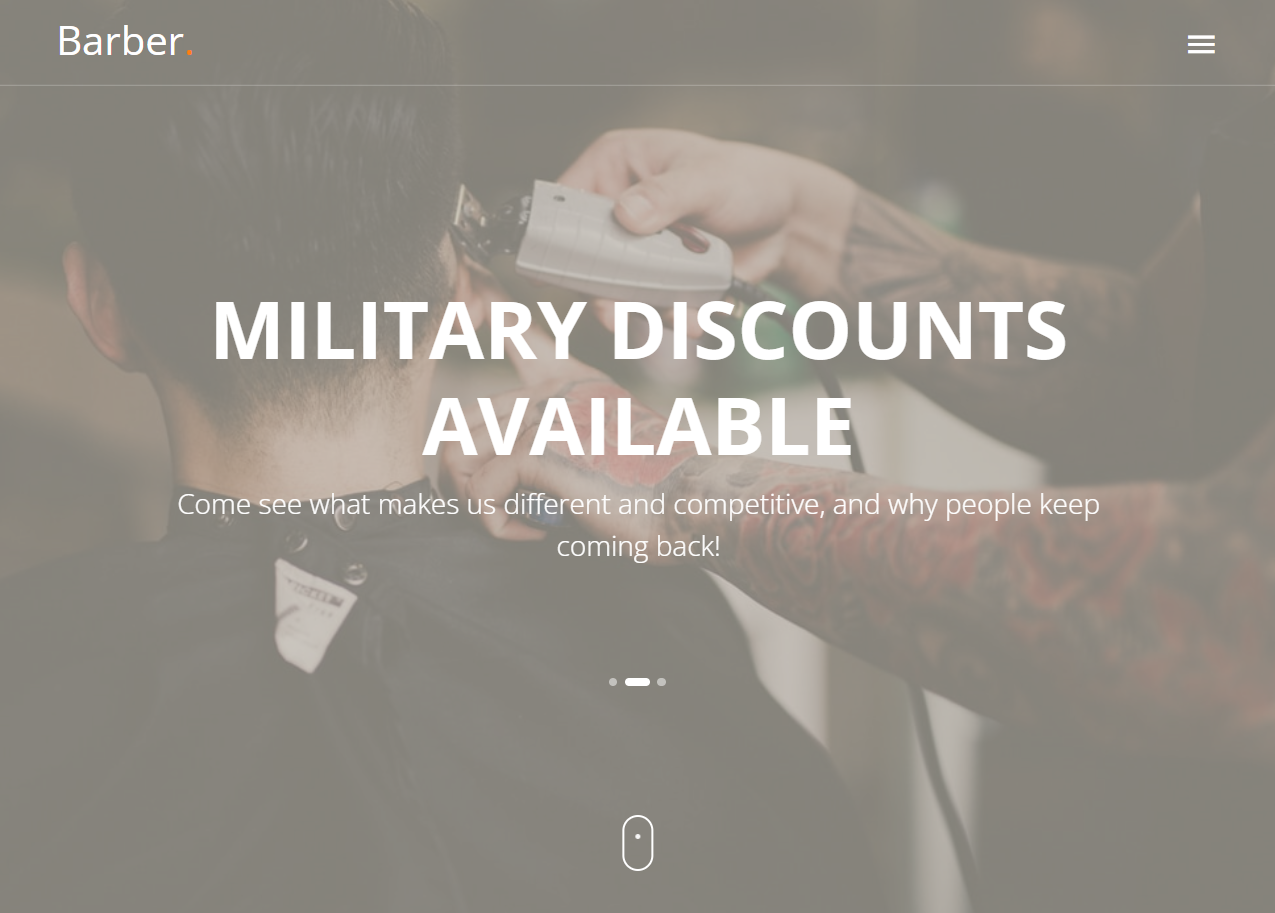 Barber.
MILITARY DISCOUNTS
AVAILABLE
Come see what makes us different and competitive, and why people keep
coming back!